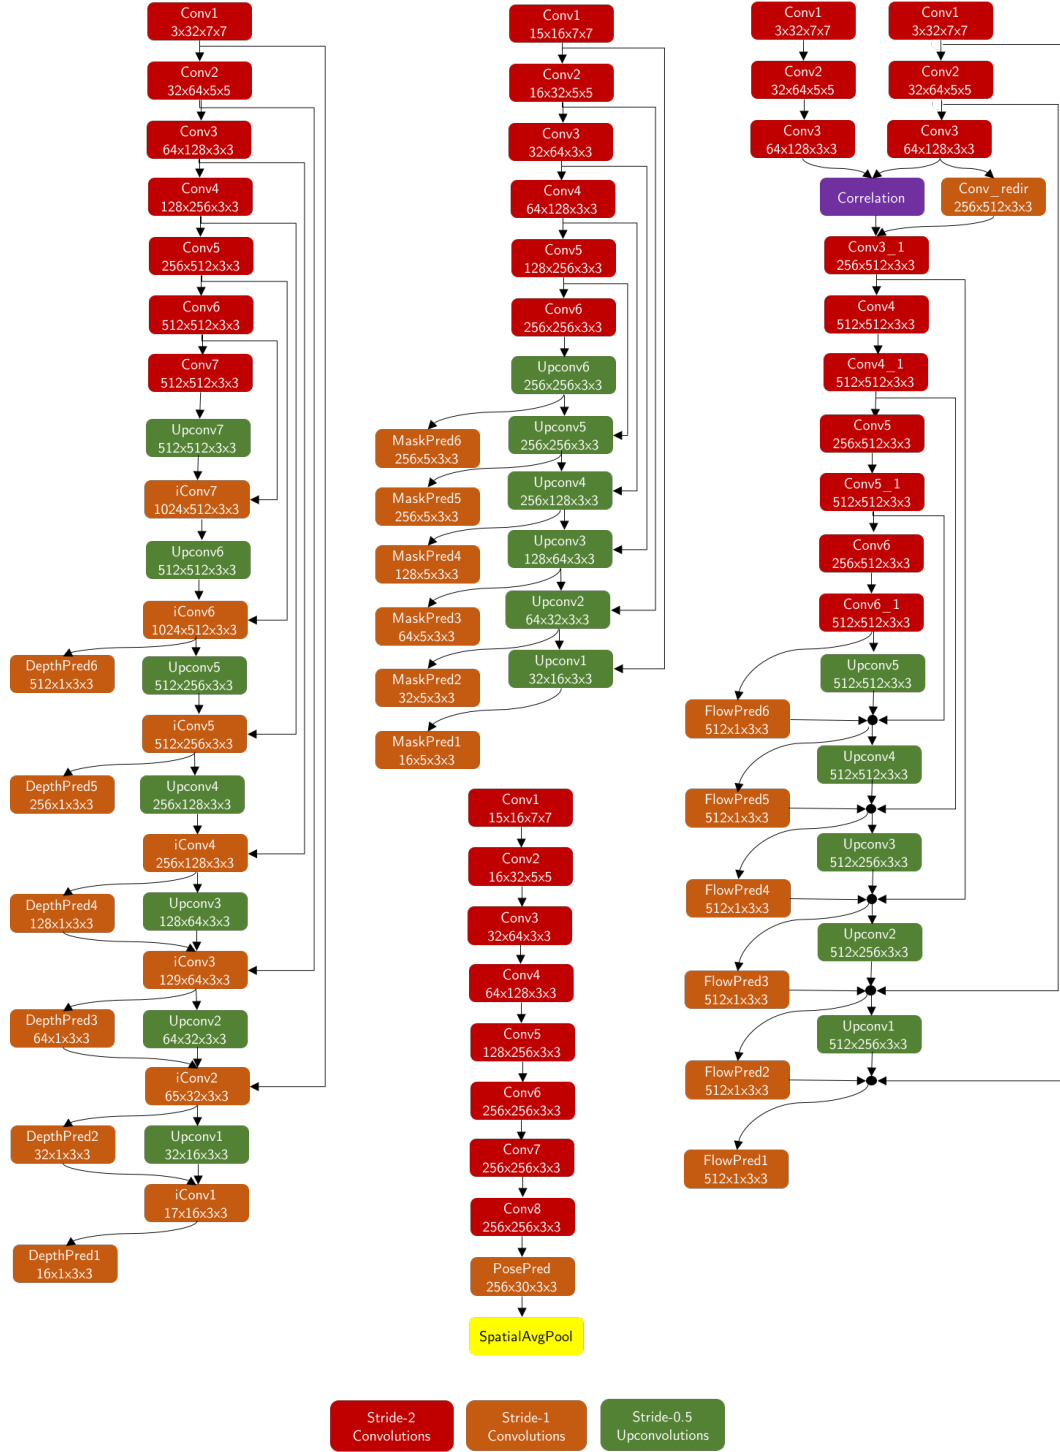 Conv1
3x32x7x7
Conv2
32x64x5x5
Conv3
64x128x3x3
Conv4
128x256x3x3
Conv5
256x512x3x3
Conv6
512x512x3x3
Conv7
512x512x3x3
Upconv7
512x512x3x3
iConv7
1024x512x3x3
Upconv6
512x512x3x3
iConv6
1024x512x3x3
DepthPred6
512x1x3x3
Upconv5
512x256x3x3
iConv5
512x256x3x3
DepthPred5
256x1x3x3
Upconv4
256x128x3x3
iConv4
256x128x3x3
DepthPred4
128x1x3x3
Upconv3
128x64x3x3
iConv3
129x64x3x3
DepthPred3
64x1x3x3
Upconv2
64x32x3x3
iConv2
65x32x3x3
DepthPred2
32x1x3x3
Upconv1
32x16x3x3
iConv1
17x16x3x3
DepthPred1
16x1x3x3
Conv1
15x16x7x7
Conv2
16x32x5x5
Conv3
32x64x3x3
Conv4
64x128x3x3
Conv5
128x256x3x3
Conv6
256x256x3x3
Upconv6
256x256x3x3
MaskPred6
256x5x3x3
Upconv5
256x256x3x3
MaskPred5
256x5x3x3
Upconv4
256x128x3x3
MaskPred4
128x5x3x3
Upconv3
128x64x3x3
MaskPred3
64x5x3x3
Upconv2
64x32x3x3
MaskPred2
32x5x3x3
Upconv1
32x16x3x3
MaskPred1
16x5x3x3
Conv1
15x16x7x7
Conv2
16x32x5x5
Conv3
32x64x3x3
Conv4
64x128x3x3
Conv5
128x256x3x3
Conv6
256x256x3x3
Conv7
256x256x3x3
Conv8
256x256x3x3
PosePred
256x30x3x3
SpatialAvgPool
Conv1
3x32x7x7
Conv2
32x64x5x5
Conv3
64x128x3x3
Conv1
3x32x7x7
Conv2
32x64x5x5
Conv3
64x128x3x3
Correlation
Conv_redir
256x512x3x3
Conv3_1
256x512x3x3
Conv4
512x512x3x3
Conv4_1
512x512x3x3
Conv5
256x512x3x3
Conv5_1
512x512x3x3
Conv6
256x512x3x3
Conv6_1
512x512x3x3
Upconv5
512x512x3x3
FlowPred6
512x1x3x3
Upconv4
512x512x3x3
FlowPred5
512x1x3x3
Upconv3
512x256x3x3
FlowPred4
512x1x3x3
Upconv2
512x256x3x3
FlowPred3
512x1x3x3
Upconv1
512x256x3x3
FlowPred2
512x1x3x3
FlowPred1
512x1x3x3
Stride-2
Convolutions
Stride-1
Convolutions
Stride-0.5
Upconvolutions